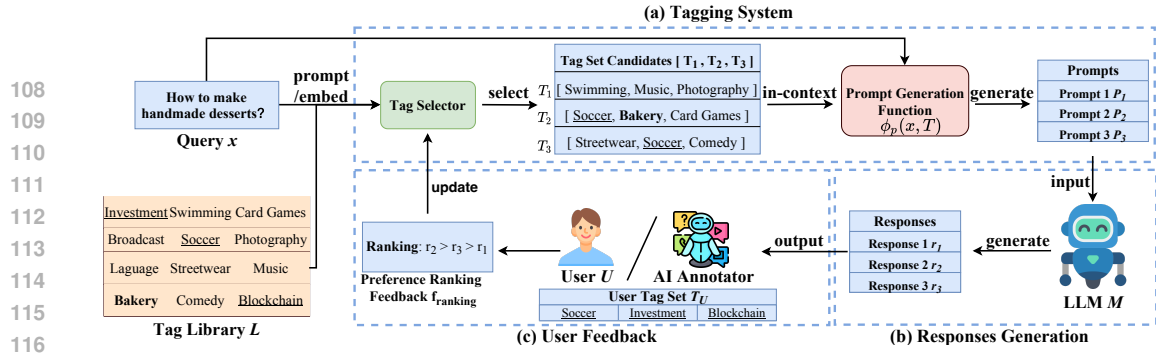 (a) Tagging System
108
109
110
111
112
113
114
115
116
How to make
handmade desserts?
Query x
prompt
/embed
Tag Selector
select
Tag Set Candidates [ T1 , T2 , T3 ]
T1 [ Swimming, Music, Photography ]
T2 [ Soccer, Bakery, Card Games ]
T3 [ Streetwear, Soccer, Comedy ]
in-context
Prompt Generation
Function
ϕp(x, T)
generate
Prompts
Prompt 1 P1
Prompt 2 P2
Prompt 3 P3
input
LLM M
generate
Responses
Response 1 r1
Response 2 r2
Response 3 r3
(b) Responses Generation
output
User U
AI Annotator
User Tag Set TU
Soccer Investment Blockchain
(c) User Feedback
Ranking: r2 > r3 > r1
Preference Ranking
Feedback franking
update
Investment Swimming Card Games
Broadcast Soccer Photography
Laguage Streetwear Music
Bakery Comedy Blockchain
Tag Library L